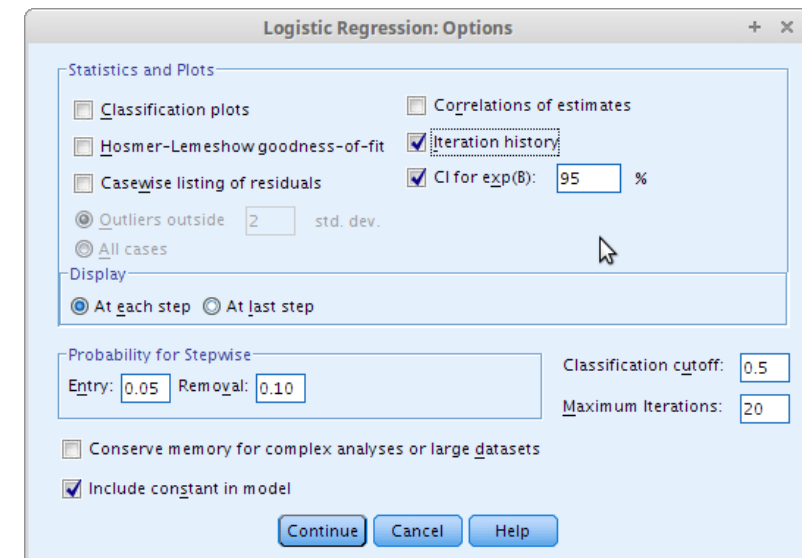 Logistic Regression: Options
Statistics and Plots
Classification plots
Correlations of estimates
Hosmer-Lemeshow goodness-of-fit
Iteration history
Casewise listing of residuals
CI for exp(B): 95 %
Outliers outside 2 std. dev.
All cases
Display
At each step At last step
Probability for Stepwise
Entry: 0.05 Removal: 0.10
Classification cutoff: 0.5
Maximum Iterations: 20
Conserve memory for complex analyses or large datasets
Include constant in model
Continue Cancel Help